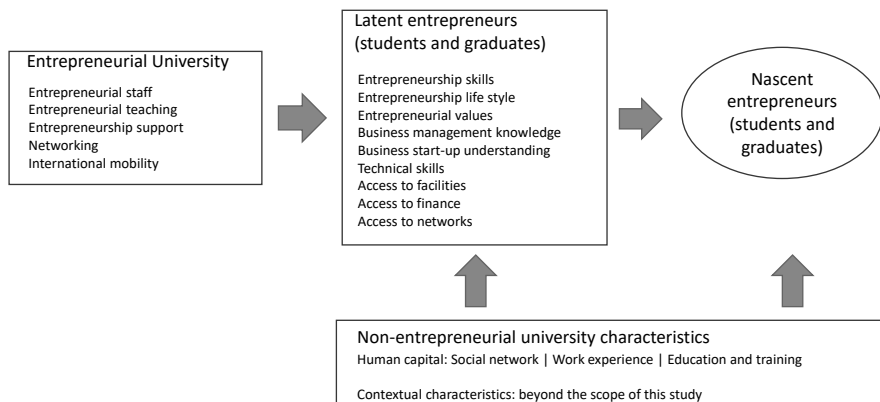 Entrepreneurial University
Entrepreneurial staff
Entrepreneurial teaching
Entrepreneurship support
Networking
International mobility
Latent entrepreneurs
(students and graduates)
Entrepreneurship skills
Entrepreneurship life style
Entrepreneurial values
Business management knowledge
Business start-up understanding
Technical skills
Access to facilities
Access to finance
Access to networks
Nascent
entrepreneurs
(students and
graduates)
Non-entrepreneurial university characteristics
Human capital: Social network | Work experience | Education and training
Contextual characteristics: beyond the scope of this study